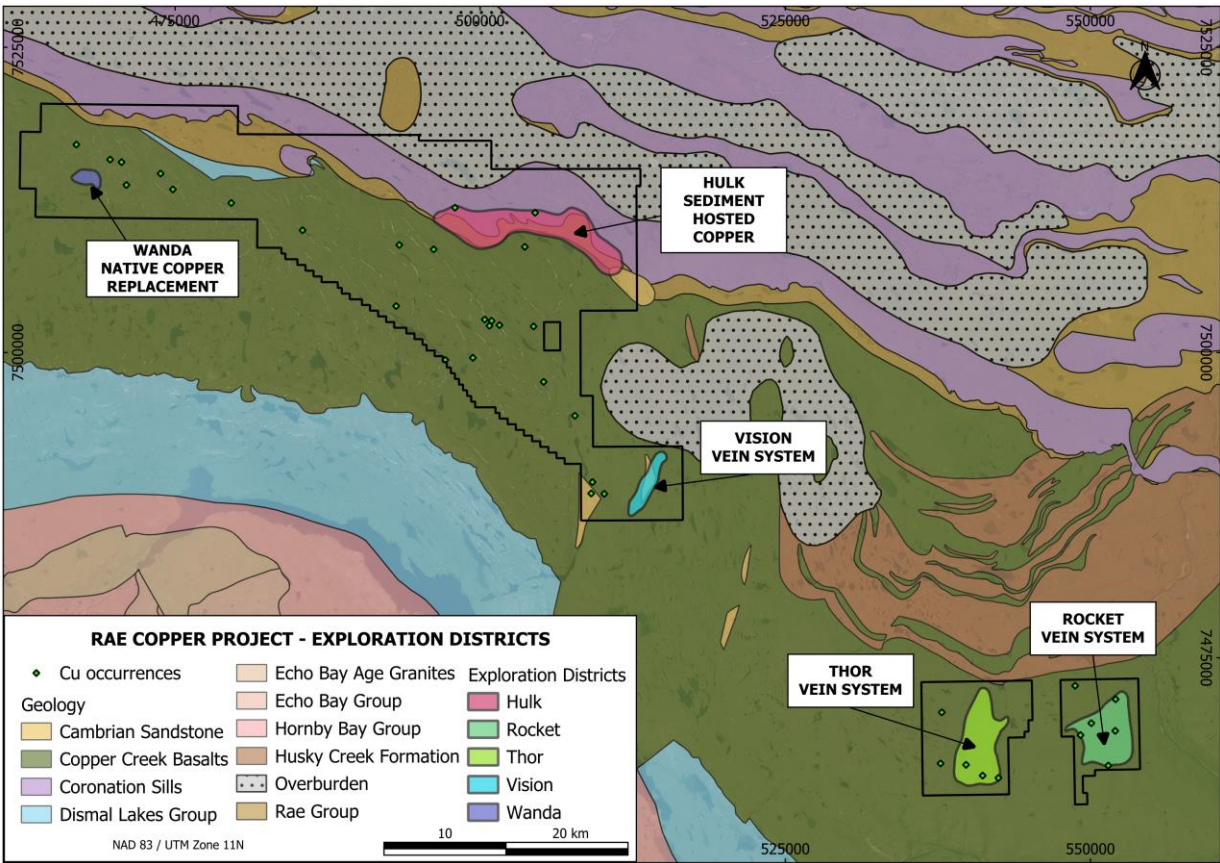 475000
500000
525000
550000
7525000
7525000
N
HULK
SEDIMENT
HOSTED
COPPER
WANDA
NATIVE COPPER
REPLACEMENT
7500000
7500000
VISION
VEIN SYSTEM
ROCKET
VEIN SYSTEM
THOR
VEIN SYSTEM
7475000
RAE COPPER PROJECT - EXPLORATION DISTRICTS
Cu occurrences
Geology
Cambrian Sandstone
Copper Creek Basalts
Coronation Sills
Dismal Lakes Group
Echo Bay Age Granites
Echo Bay Group
Hornby Bay Group
Husky Creek Formation
Overburden
Rae Group
Exploration Districts
Hulk
Rocket
Thor
Vision
Wanda
NAD 83 / UTM Zone 11N
10
20 km
525000
550000